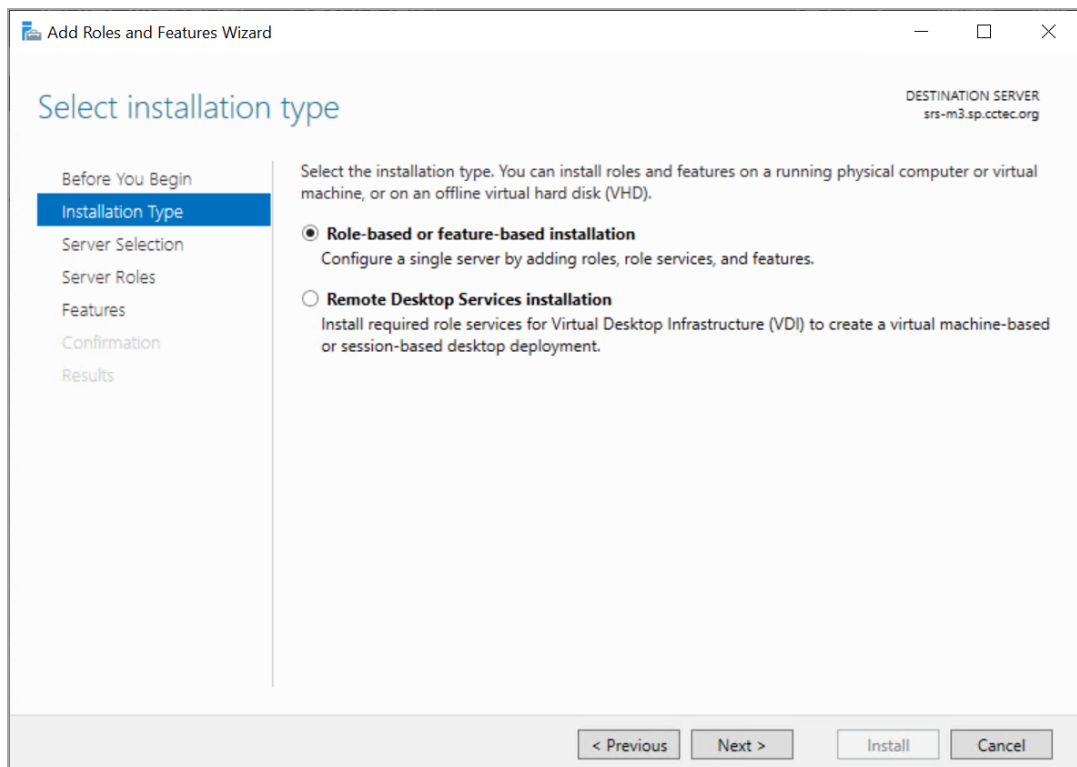 Add Roles and Features Wizard
Select installation type
DESTINATION SERVER
srs-m3.sp.cctec.org
Before You Begin
Installation Type
Server Selection
Server Roles
Features
Confirmation
Results
Select the installation type. You can install roles and features on a running physical computer or virtual
machine, or on an offline virtual hard disk (VHD).
Role-based or feature-based installation
Configure a single server by adding roles, role services, and features.
Remote Desktop Services installation
Install required role services for Virtual Desktop Infrastructure (VDI) to create a virtual machine-based
or session-based desktop deployment.
< Previous Next > Install Cancel